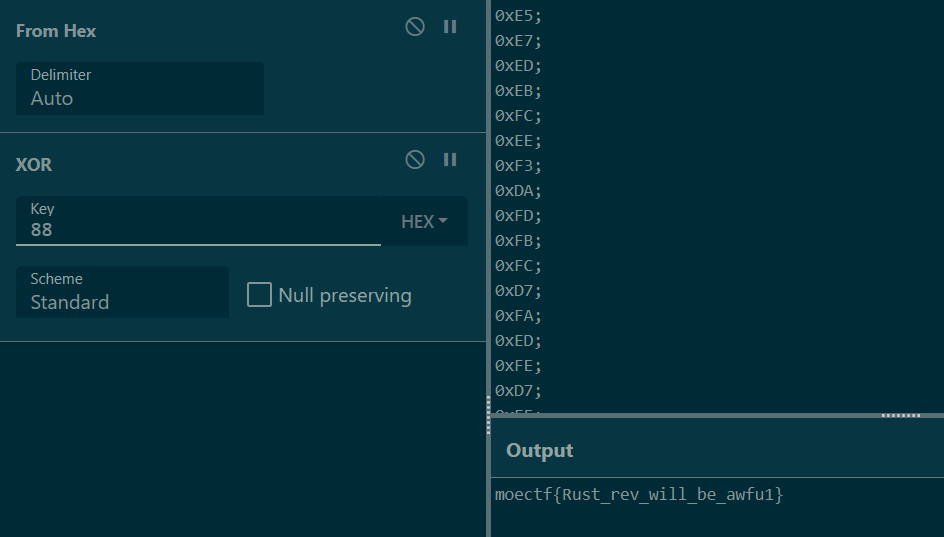 From Hex
Delimiter
Auto
XOR
Key
88
HEX
Scheme
Standard
Null preserving
0xE5;
0xE7;
0xED;
0xEB;
0xFC;
0xEE;
0xF3;
0xDA;
0xFD;
0xFB;
0xFC;
0xD7;
0xFA;
0xED;
0xFE;
0xD7;
Output
moectf{Rust_rev_will_be_awfu1}